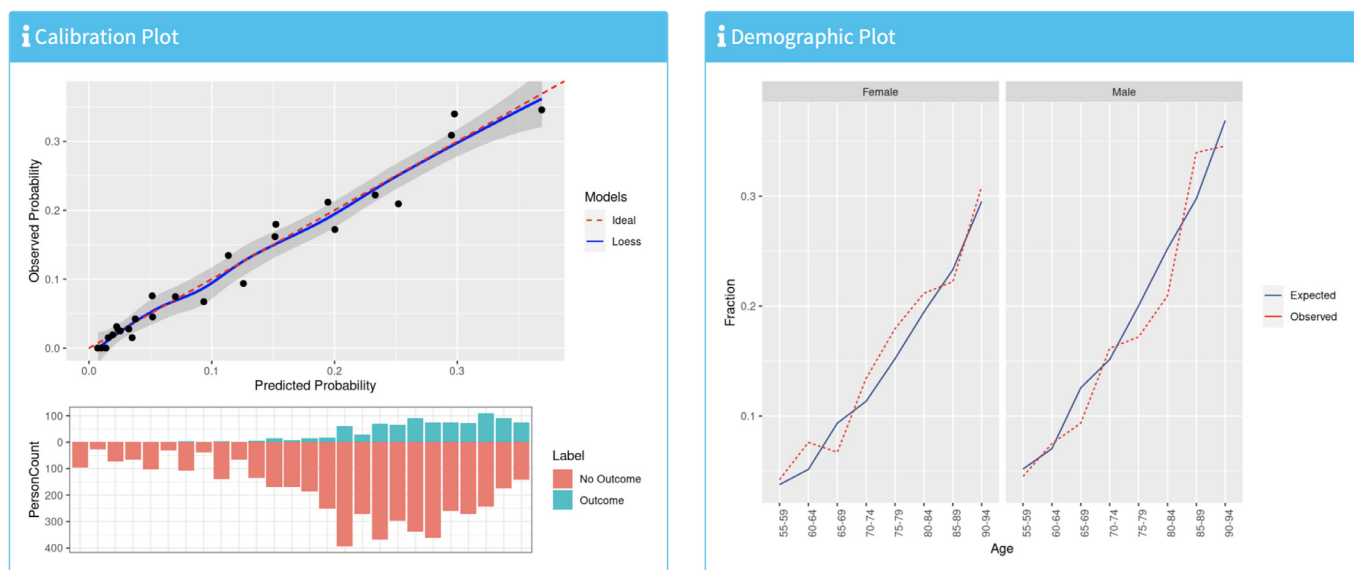 i Calibration Plot
Observed Probability
0.3
0.2
0.1
0.0
0.0 0.1 0.2 0.3
Predicted Probability
Models
Ideal
Loess
PersonCount
100
0
100
200
300
400
Label
No Outcome
Outcome
i Demographic Plot
Female Male
Fraction
0.3
0.2
0.1
55-59 60-64 65-69 70-74 75-79 80-84 85-89 90-94 55-59 60-64 65-69 70-74 75-79 80-84 85-89 90-94
Age
Expected
Observed